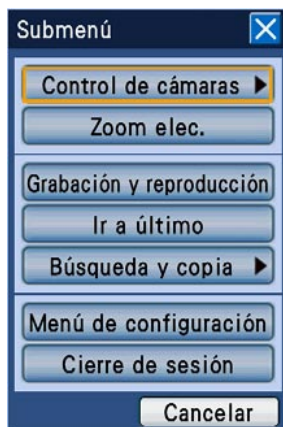 Submenú
Control de cámaras
Zoom elec.
Grabación y reproducción
Ir a último
Búsqueda y copia
Menú de configuración
Cierre de sesión
Cancelar